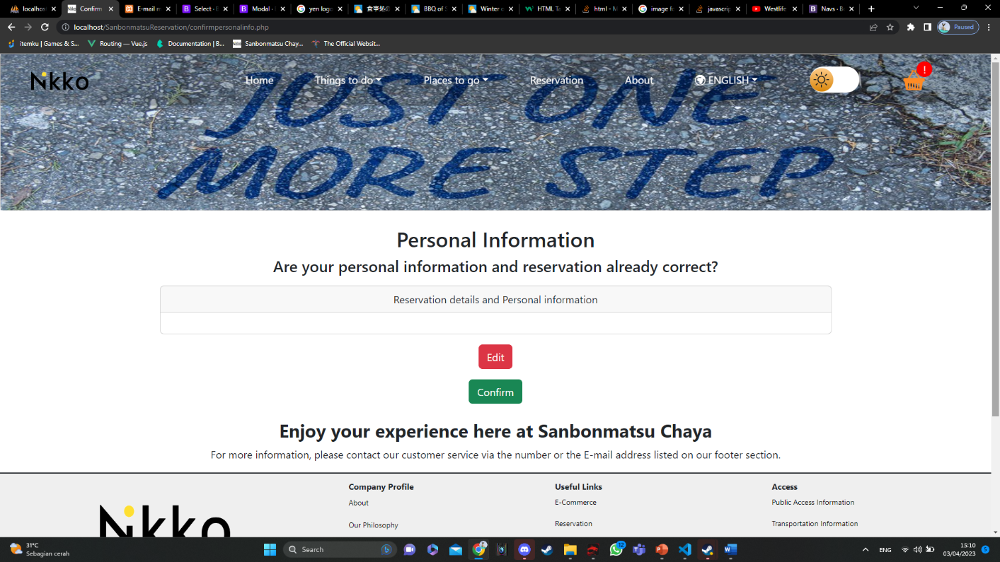 localhost
Confirm
E-mail m
Select - B
Modal ·
yen logo
食事処の
BBQ of S
Winter c
HTML Ta
html - M
image fo
javascrip
Westlife
Navs · Bo
localhost/SanbonmatsuReservation/confirmpersonalinfo.php
Paused
itemku | Games & S...
Routing — Vue.js
Documentation | B...
Sanbonmatsu Chay...
The Official Websit...
Nikko
Home
Things to do
Places to go
Reservation
About
ENGLISH
!
JUST ONE
MORE STEP
Personal Information
Are your personal information and reservation already correct?
Reservation details and Personal information
Edit
Confirm
Enjoy your experience here at Sanbonmatsu Chaya
For more information, please contact our customer service via the number or the E-mail address listed on our footer section.
Nikko
Company Profile
About
Our Philosophy
Useful Links
E-Commerce
Reservation
Access
Public Access Information
Transportation Information
31°C
Sebagian cerah
Search
12
ENG
15:10
03/04/2023
5